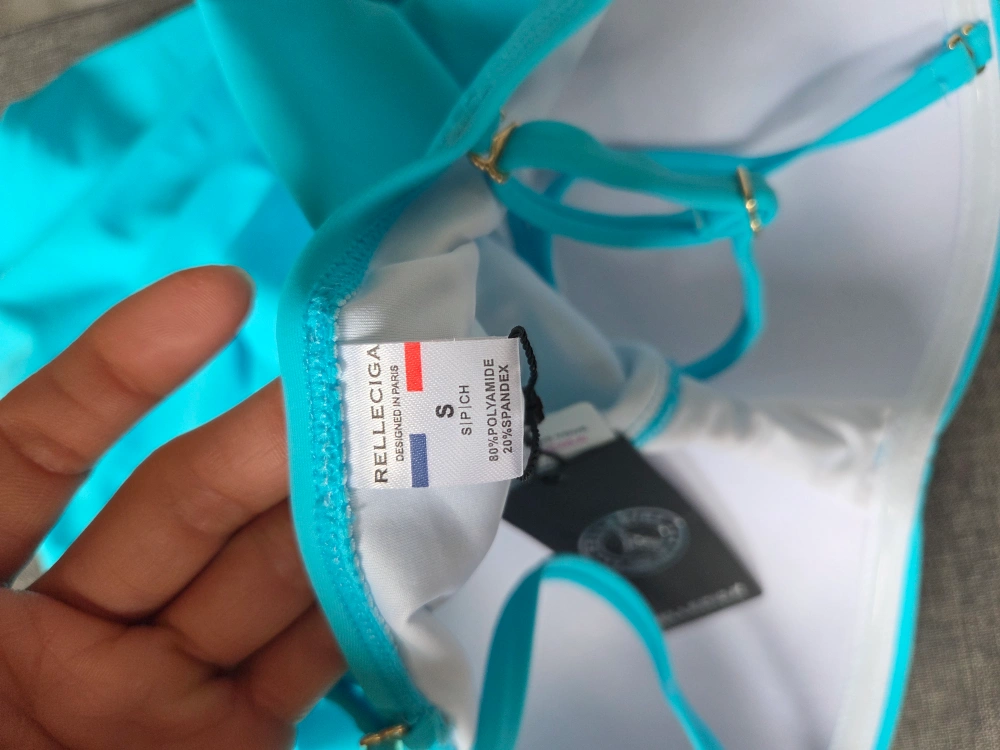 RELLECIGA
DESIGNED IN PARIS
S
S|P|CH
80%POLYAMIDE
20%SPANDEX